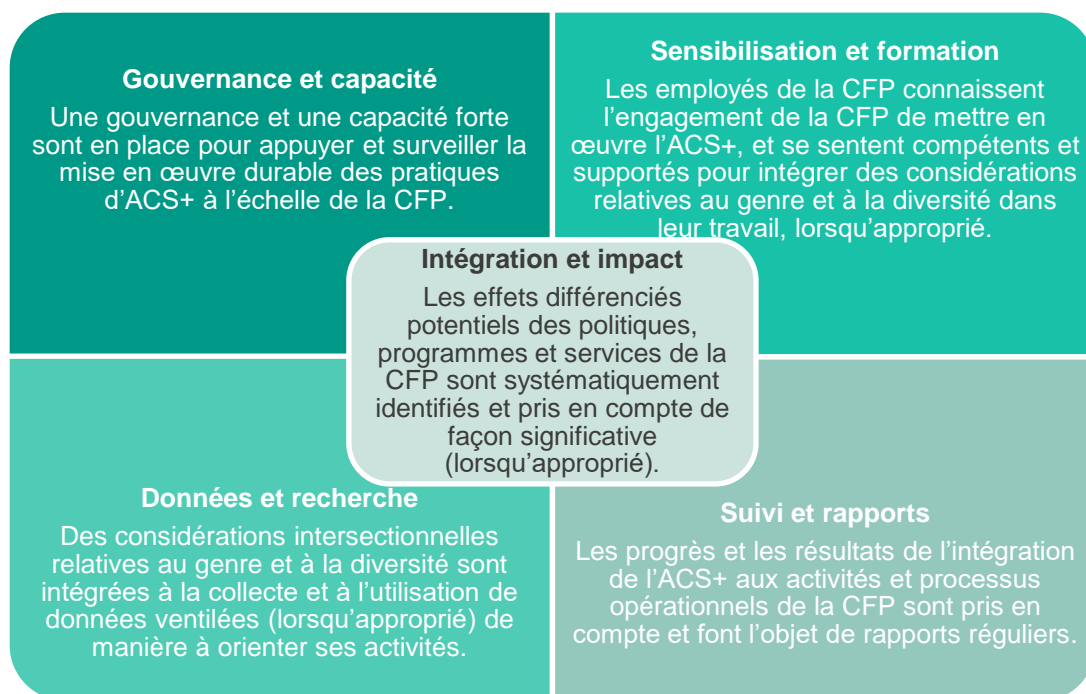 Gouvernance et capacité
Une gouvernance et une capacité forte
sont en place pour appuyer et surveiller la
mise en œuvre durable des pratiques
d’ACS+ à l’échelle de la CFP.
Sensibilisation et formation
Les employés de la CFP connaissent
l’engagement de la CFP de mettre en
œuvre l’ACS+, et se sentent compétents et
supportés pour intégrer des considérations
relatives au genre et à la diversité dans
leur travail, lorsqu’approprié.
Intégration et impact
Les effets différenciés
potentiels des politiques,
programmes et services de la
CFP sont systématiquement
identifiés et pris en compte de
façon significative
(lorsqu’approprié).
Données et recherche
Des considérations intersectionnelles
relatives au genre et à la diversité sont
intégrées à la collecte et à l’utilisation de
données ventilées (lorsqu’approprié) de
manière à orienter ses activités.
Suivi et rapports
Les progrès et les résultats de l’intégration
de l’ACS+ aux activités et processus
opérationnels de la CFP sont pris en
compte et font l’objet de rapports réguliers.